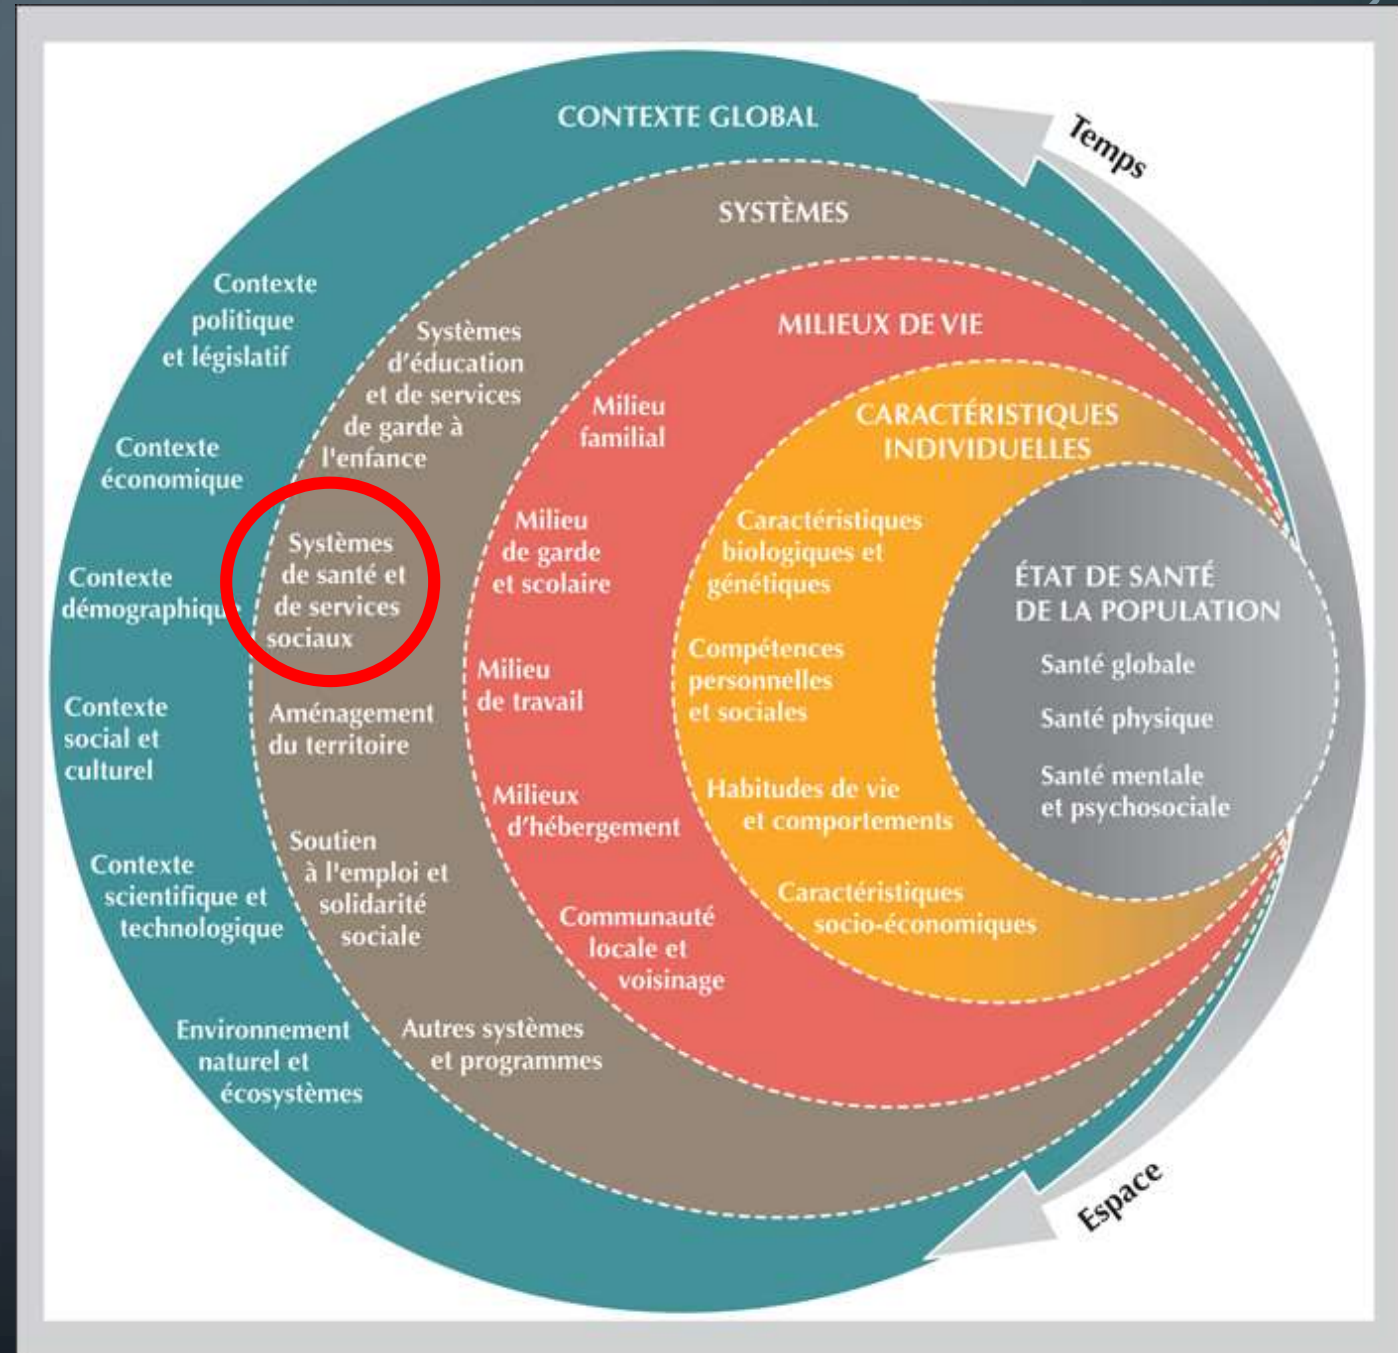 CONTEXTE GLOBAL
Temps
SYSTÈMES
MILIEUX DE VIE
CARACTÉRISTIQUES
INDIVIDUELLES
Contexte
politique
et législatif
Contexte
économique
Contexte
démographique
Contexte
social et
culturel
Contexte
scientifique et
technologique
Environnement
naturel et
écosystèmes
Systèmes
d'éducation
et de services
de garde à
l'enfance
Systèmes
de santé et
de services
sociaux
Aménagement
du territoire
Soutien
à l'emploi et
solidarité
sociale
Autres systèmes
et programmes
Milieu
familial
Milieu
de garde
et scolaire
Milieu
de travail
Milieux
d'hébergement
Communauté
locale et
voisinage
Caractéristiques
biologiques et
génétiques
Compétences
personnelles
et sociales
Habitudes de vie
et comportements
Caractéristiques
socio-économiques
ÉTAT DE SANTÉ
DE LA POPULATION
Santé globale
Santé physique
Santé mentale
et psychosociale
Espace